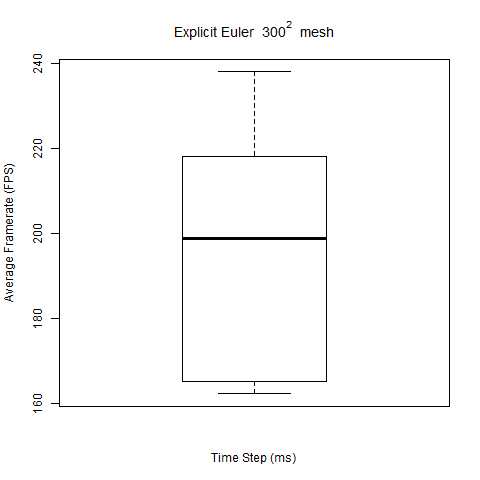 Explicit Euler 300² mesh
Average Framerate (FPS)
240
220
200
180
160
Time Step (ms)